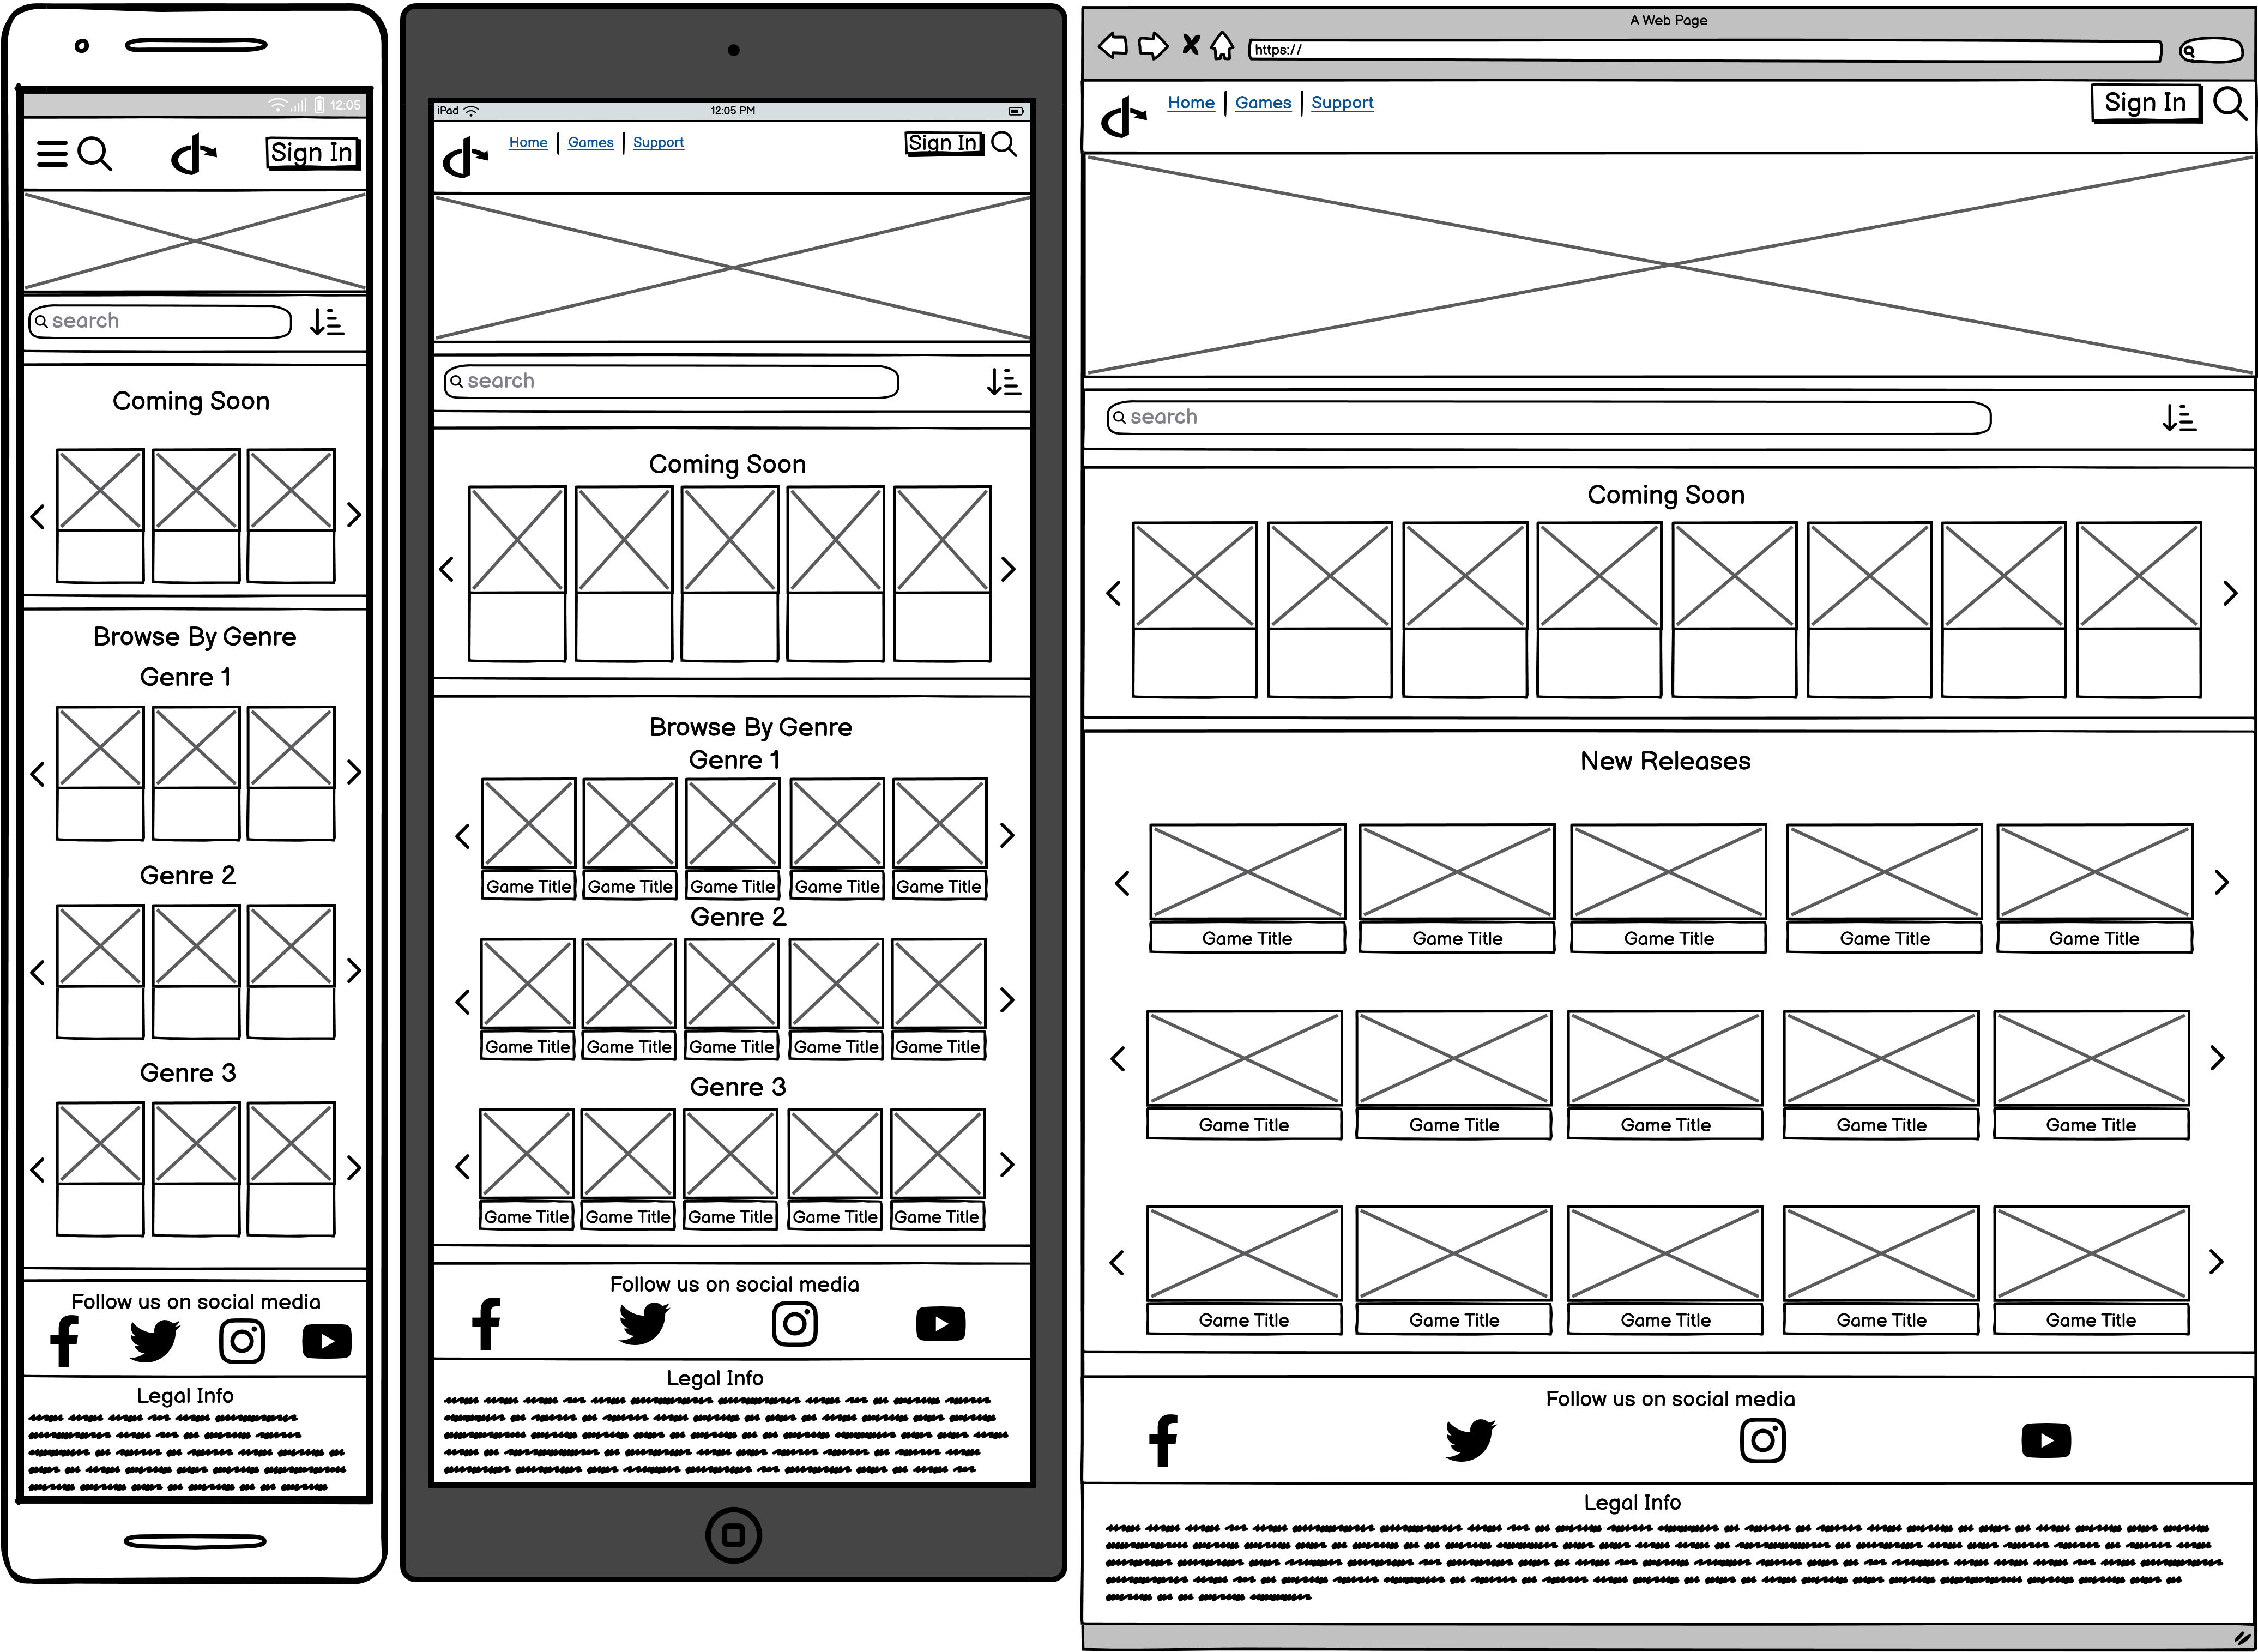 12:05
Sign In
search
Coming Soon
Browse By Genre
Genre 1
Genre 2
Genre 3
Follow us on social media
Legal Info
iPad
12:05 PM
Home
Games
Support
Sign In
search
Coming Soon
Browse By Genre
Genre 1
Game Title Game Title Game Title Game Title Game Title
Genre 2
Game Title Game Title Game Title Game Title Game Title
Genre 3
Game Title Game Title Game Title Game Title Game Title
Follow us on social media
Legal Info
A Web Page
https://
Home
Games
Support
Sign In
search
Coming Soon
New Releases
Game Title Game Title Game Title Game Title Game Title
Game Title Game Title Game Title Game Title Game Title
Game Title Game Title Game Title Game Title Game Title
Follow us on social media
Legal Info